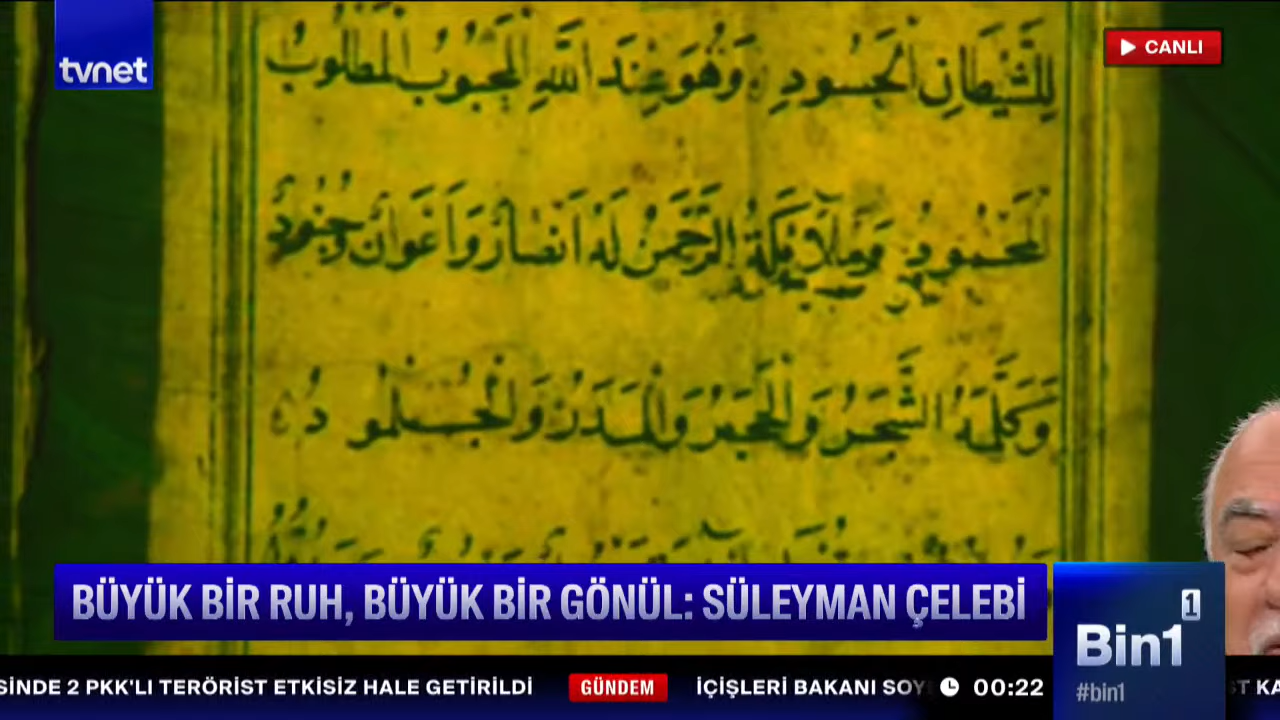 tvnet
CANLI
لِلشَّيْطَانِ الْحَسُودِ وَهُوَ عِنْدَ اللَّهِ الْمَحْبُوبُ الْمَطْلُوبُ
الْمَحْمُودُ وَمَلَائِكَةُ الرَّحْمٰنِ لَهُ اَنْصَارٌ وَاَعْوَانٌ وَجُنُودٌ
وَكَلَّمَهُ الشَّجَرُ وَالْحَجَرُ وَالْمَدَرُ وَالْجُلْمُودُ
BÜYÜK BİR RUH, BÜYÜK BİR GÖNÜL: SÜLEYMAN ÇELEBİ
Bin1 1
#bin1
SİNDE 2 PKK'LI TERÖRİST ETKİSİZ HALE GETİRİLDİ GÜNDEM İÇİŞLERİ BAKANI SOY 00:22